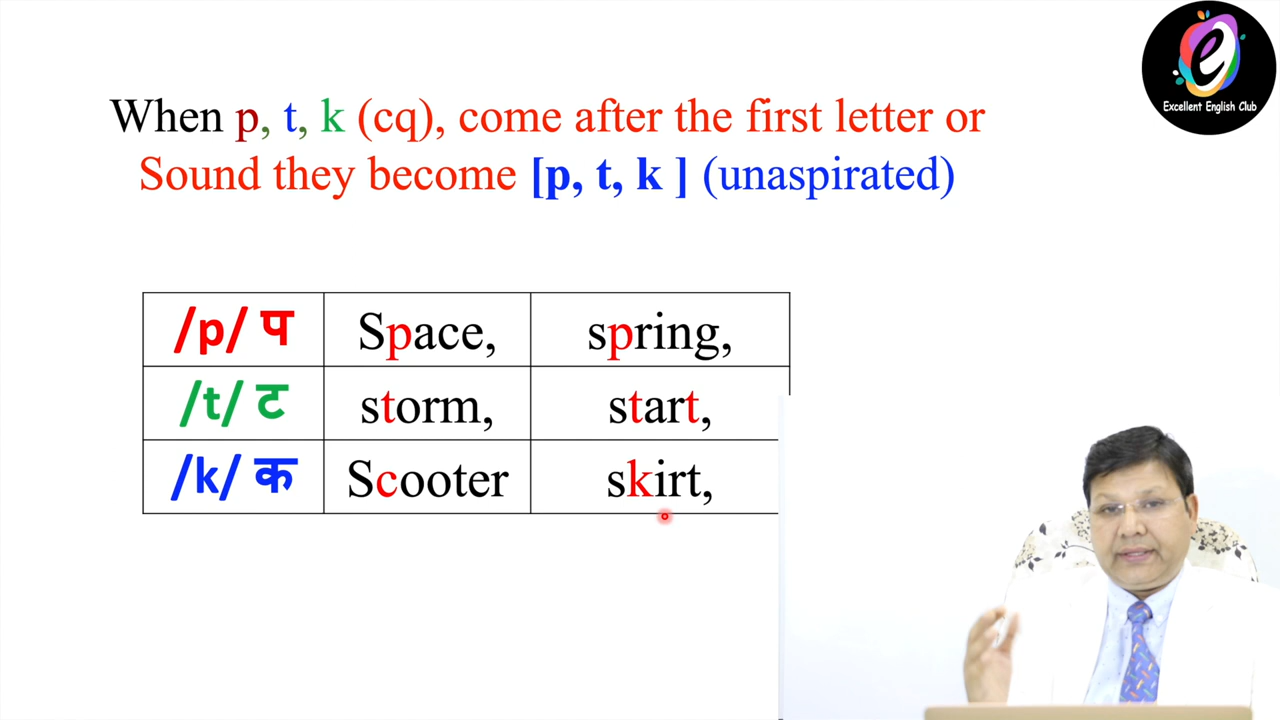 Excellent English Club
When p, t, k (cq), come after the first letter or
Sound they become [p, t, k ] (unaspirated)
/p/ प Space, spring,
/t/ ट storm, start,
/k/ क Scooter skirt,